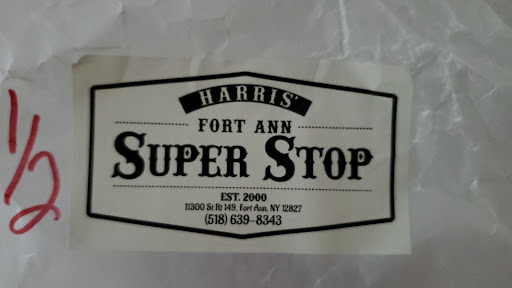 1/2
HARRIS'
FORT ANN
SUPER STOP
EST. 2000
11300 St Rt 149, Fort Ann, NY 12827
(518) 639-8343